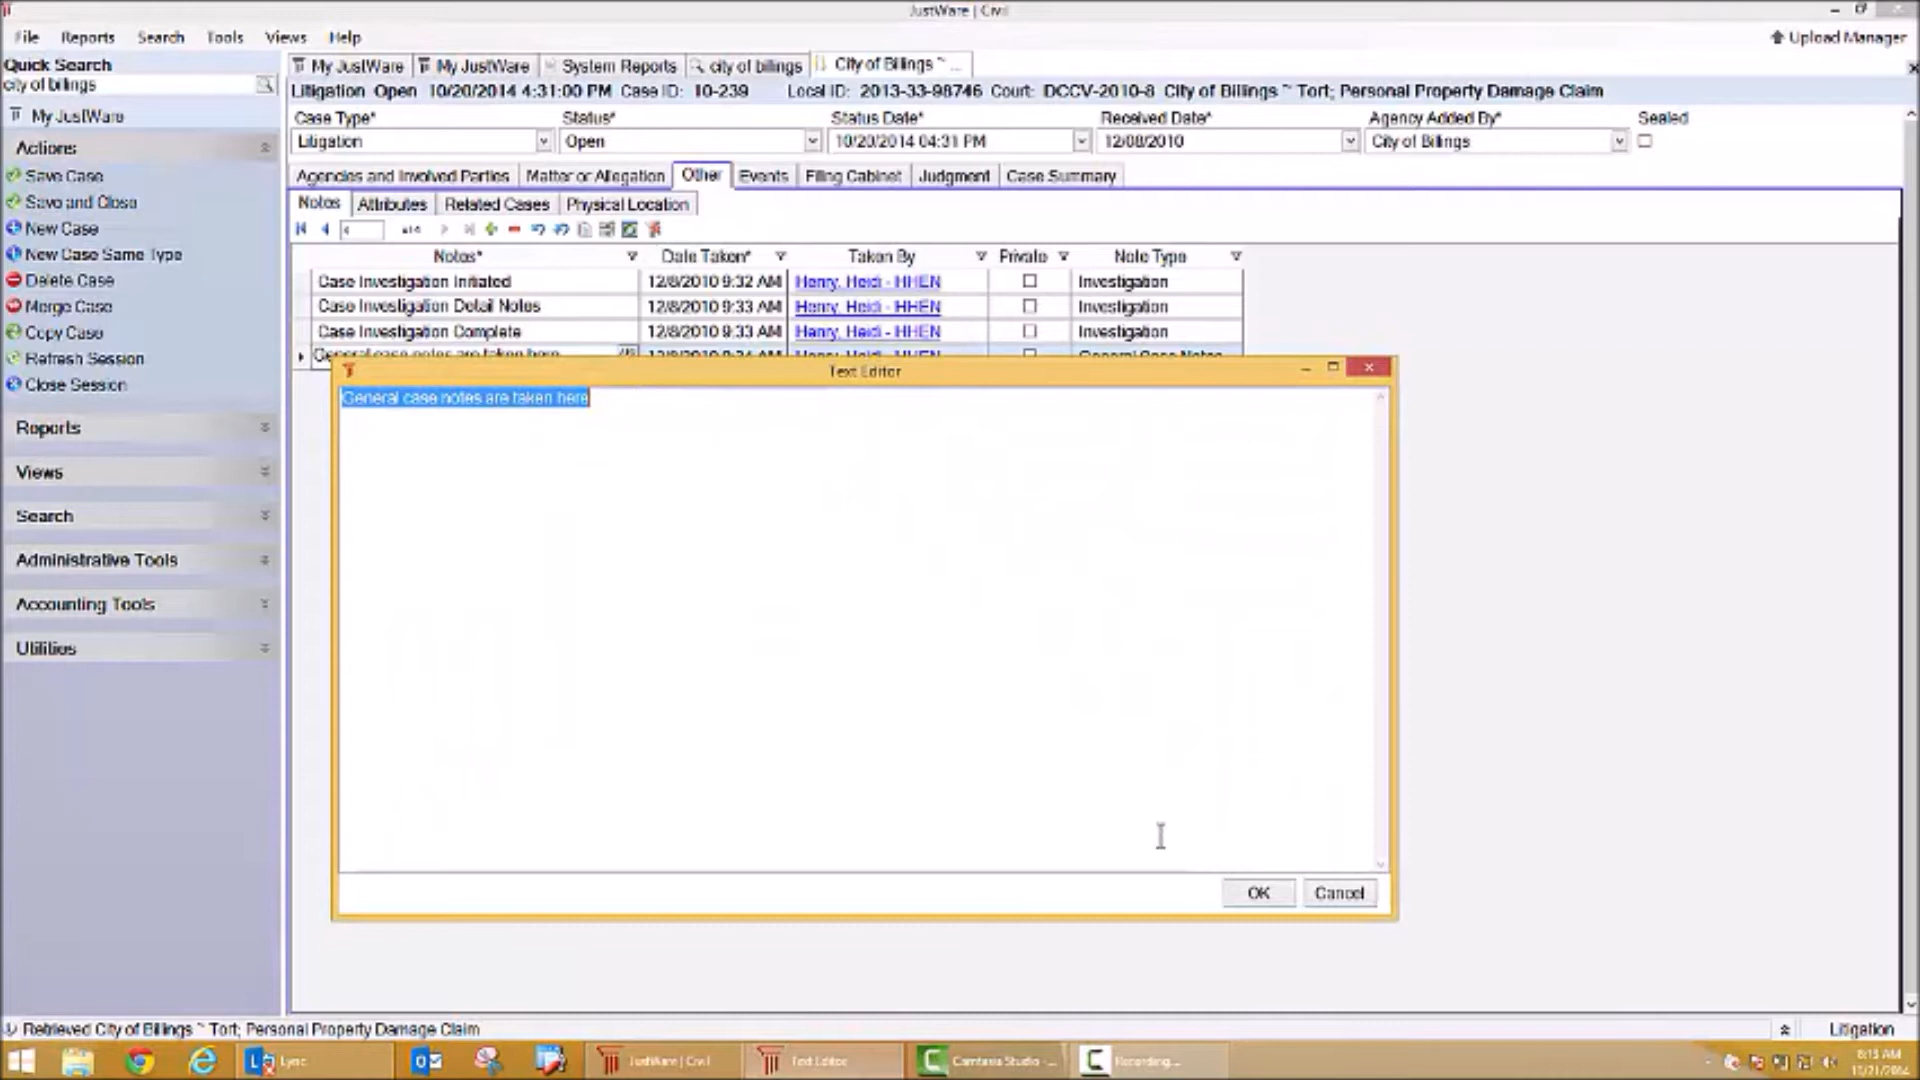 JustWare | Civil
File Reports Search Tools Views Help
Upload Manager
Quick Search
city of billings
My JustWare
Actions
Save Case
Save and Close
New Case
New Case Same Type
Delete Case
Merge Case
Copy Case
Refresh Session
Close Session
Reports
Views
Search
Administrative Tools
Accounting Tools
Utilities
My JustWare My JustWare System Reports city of billings City of Billings ~ ...
Litigation Open 10/20/2014 4:31:00 PM Case ID: 10-239 Local ID: 2013-33-98746 Court: DCCV-2010-8 City of Billings ~ Tort; Personal Property Damage Claim
Case Type* Status* Status Date* Received Date* Agency Added By* Sealed
Litigation Open 10/20/2014 04:31 PM 12/08/2010 City of Billings
Agencies and Involved Parties Matter or Allegation Other Events Filing Cabinet Judgment Case Summary
Notes Attributes Related Cases Physical Location
Notes* Date Taken* Taken By Private Note Type
Case Investigation Initiated 12/8/2010 9:32 AM Henry, Heidi - HHEN Investigation
Case Investigation Detail Notes 12/8/2010 9:33 AM Henry, Heidi - HHEN Investigation
Case Investigation Complete 12/8/2010 9:33 AM Henry, Heidi - HHEN Investigation
General case notes are taken here 12/8/2010 9:34 AM Henry, Heidi - HHEN General Case Notes
Text Editor
General case notes are taken here
OK Cancel
Retrieved City of Billings ~ Tort; Personal Property Damage Claim
Litigation
Lync
JustWare | Civil
Text Editor
Camtasia Studio - ...
Recording...
8:13 AM